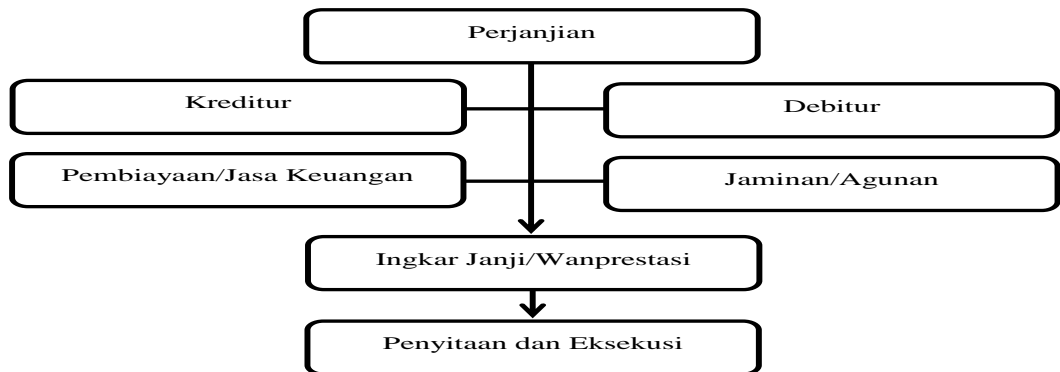 Perjanjian
Kreditur
Debitur
Pembiayaan/Jasa Keuangan
Jaminan/Agunan
Ingkar Janji/Wanprestasi
Penyitaan dan Eksekusi